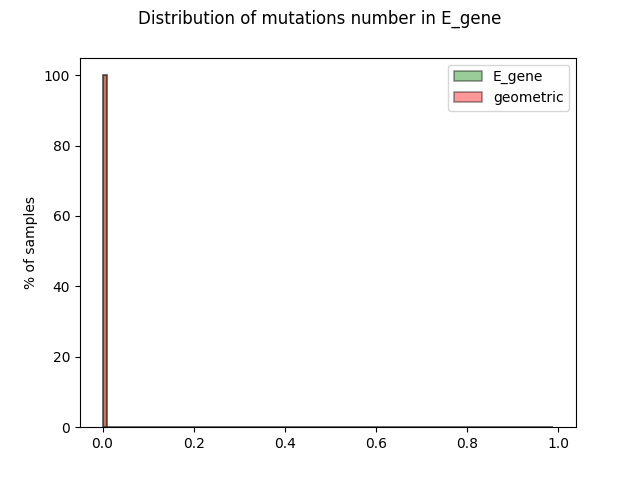 Distribution of mutations number in E_gene
E_gene
geometric
% of samples
100
80
60
40
20
0
0.0 0.2 0.4 0.6 0.8 1.0